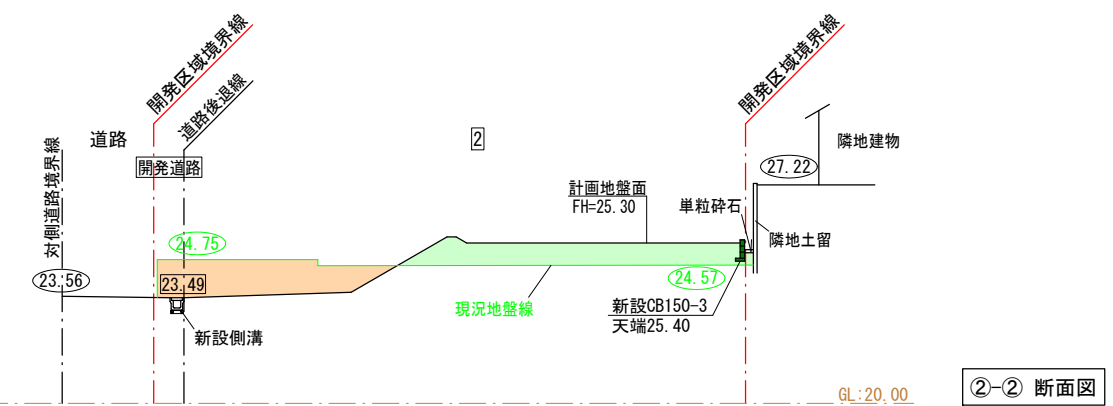 開発区域境界線
道路後退線
開発区域境界線
対側道路境界線
道路
開発道路
2
隣地建物
27.22
計画地盤面
FH=25.30
単粒砕石
隣地土留
24.75
23.56
23.49
24.57
現況地盤線
新設CB150-3
天端25.40
新設側溝
GL:20.00
②-② 断面図